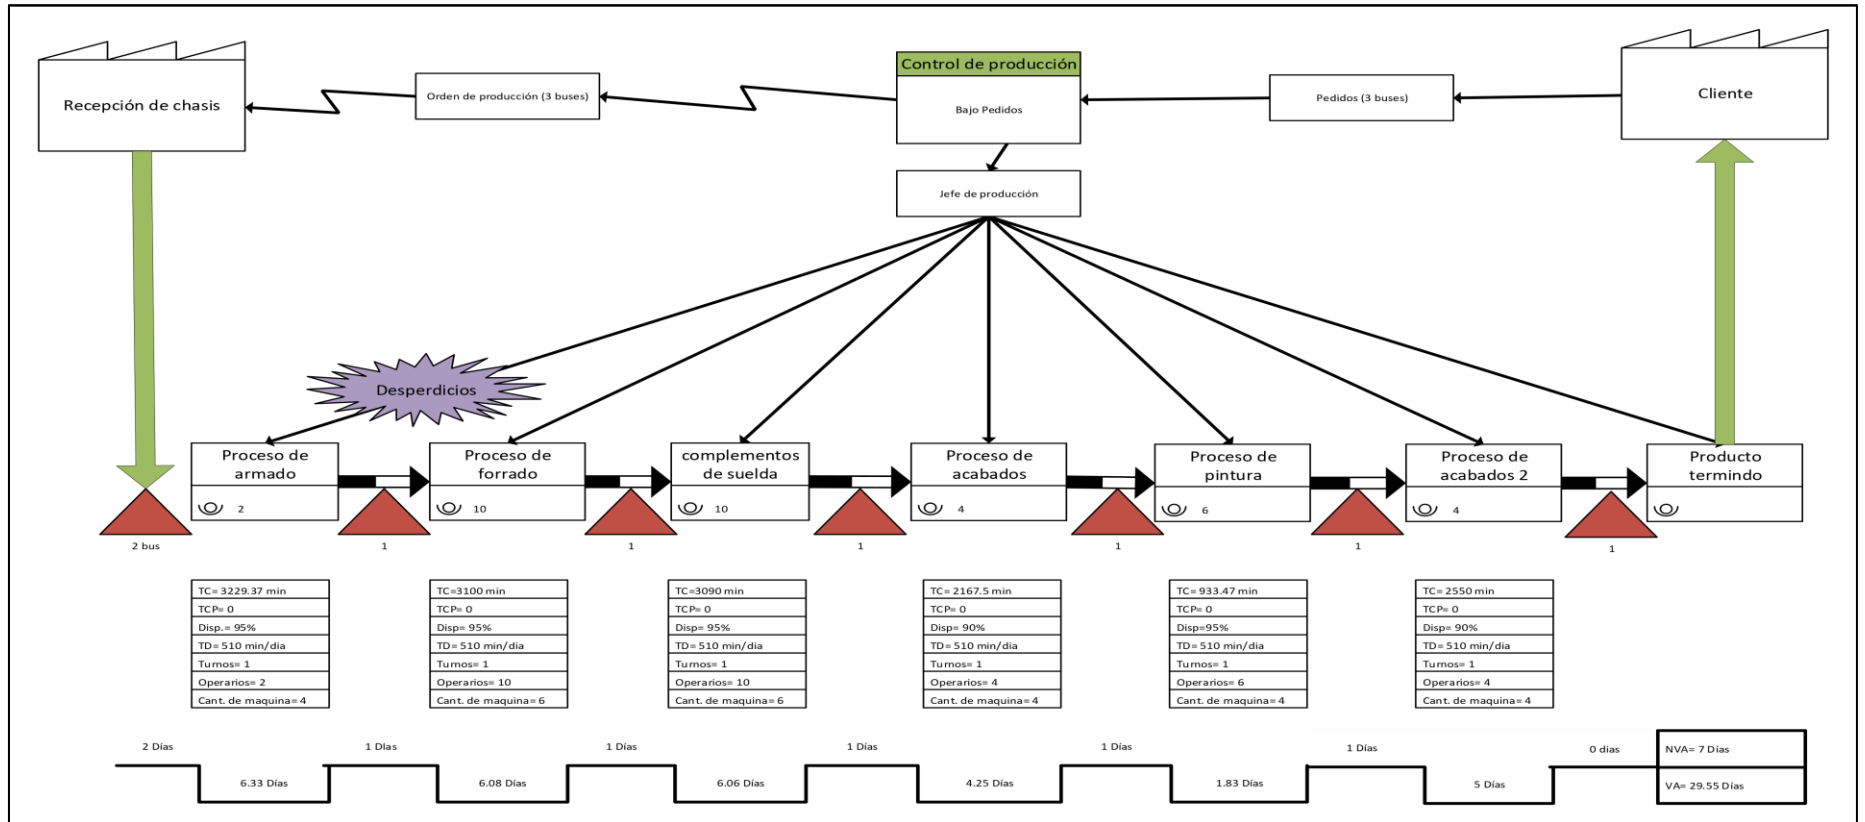 Recepción de chasis
Orden de producción (3 buses)
Control de producción
Bajo Pedidos
Pedidos (3 buses)
Cliente
Jefe de producción
Desperdicios
Proceso de
armado
2
Proceso de
forrado
10
complementos
de suelda
10
Proceso de
acabados
4
Proceso de
pintura
6
Proceso de
acabados 2
4
Producto
termindo
2 bus
1
1
1
1
1
1
TC= 3229.37 min
TCP= 0
Disp.= 95%
TD= 510 min/dia
Turnos= 1
Operarios= 2
Cant. de maquina= 4
TC=3100 min
TCP= 0
Disp= 95%
TD= 510 min/dia
Turnos= 1
Operarios= 10
Cant. de maquina= 6
TC=3090 min
TCP= 0
Disp= 95%
TD= 510 min/dia
Turnos= 1
Operarios= 10
Cant. de maquina= 6
TC= 2167.5 min
TCP= 0
Disp= 90%
TD= 510 min/dia
Turnos= 1
Operarios= 4
Cant. de maquina= 4
TC= 933.47 min
TCP= 0
Disp=95%
TD= 510 min/dia
Turnos= 1
Operarios= 6
Cant. de maquina= 4
TC= 2550 min
TCP= 0
Disp= 90%
TD= 510 min/dia
Turnos= 1
Operarios= 4
Cant. de maquina= 4
2 Días
1 DIas
1 Días
1 Días
1 Días
1 Días
0 dias
NVA= 7 Días
6.33 Días
6.08 Días
6.06 Días
4.25 Días
1.83 Días
5 Días
VA= 29.55 Días